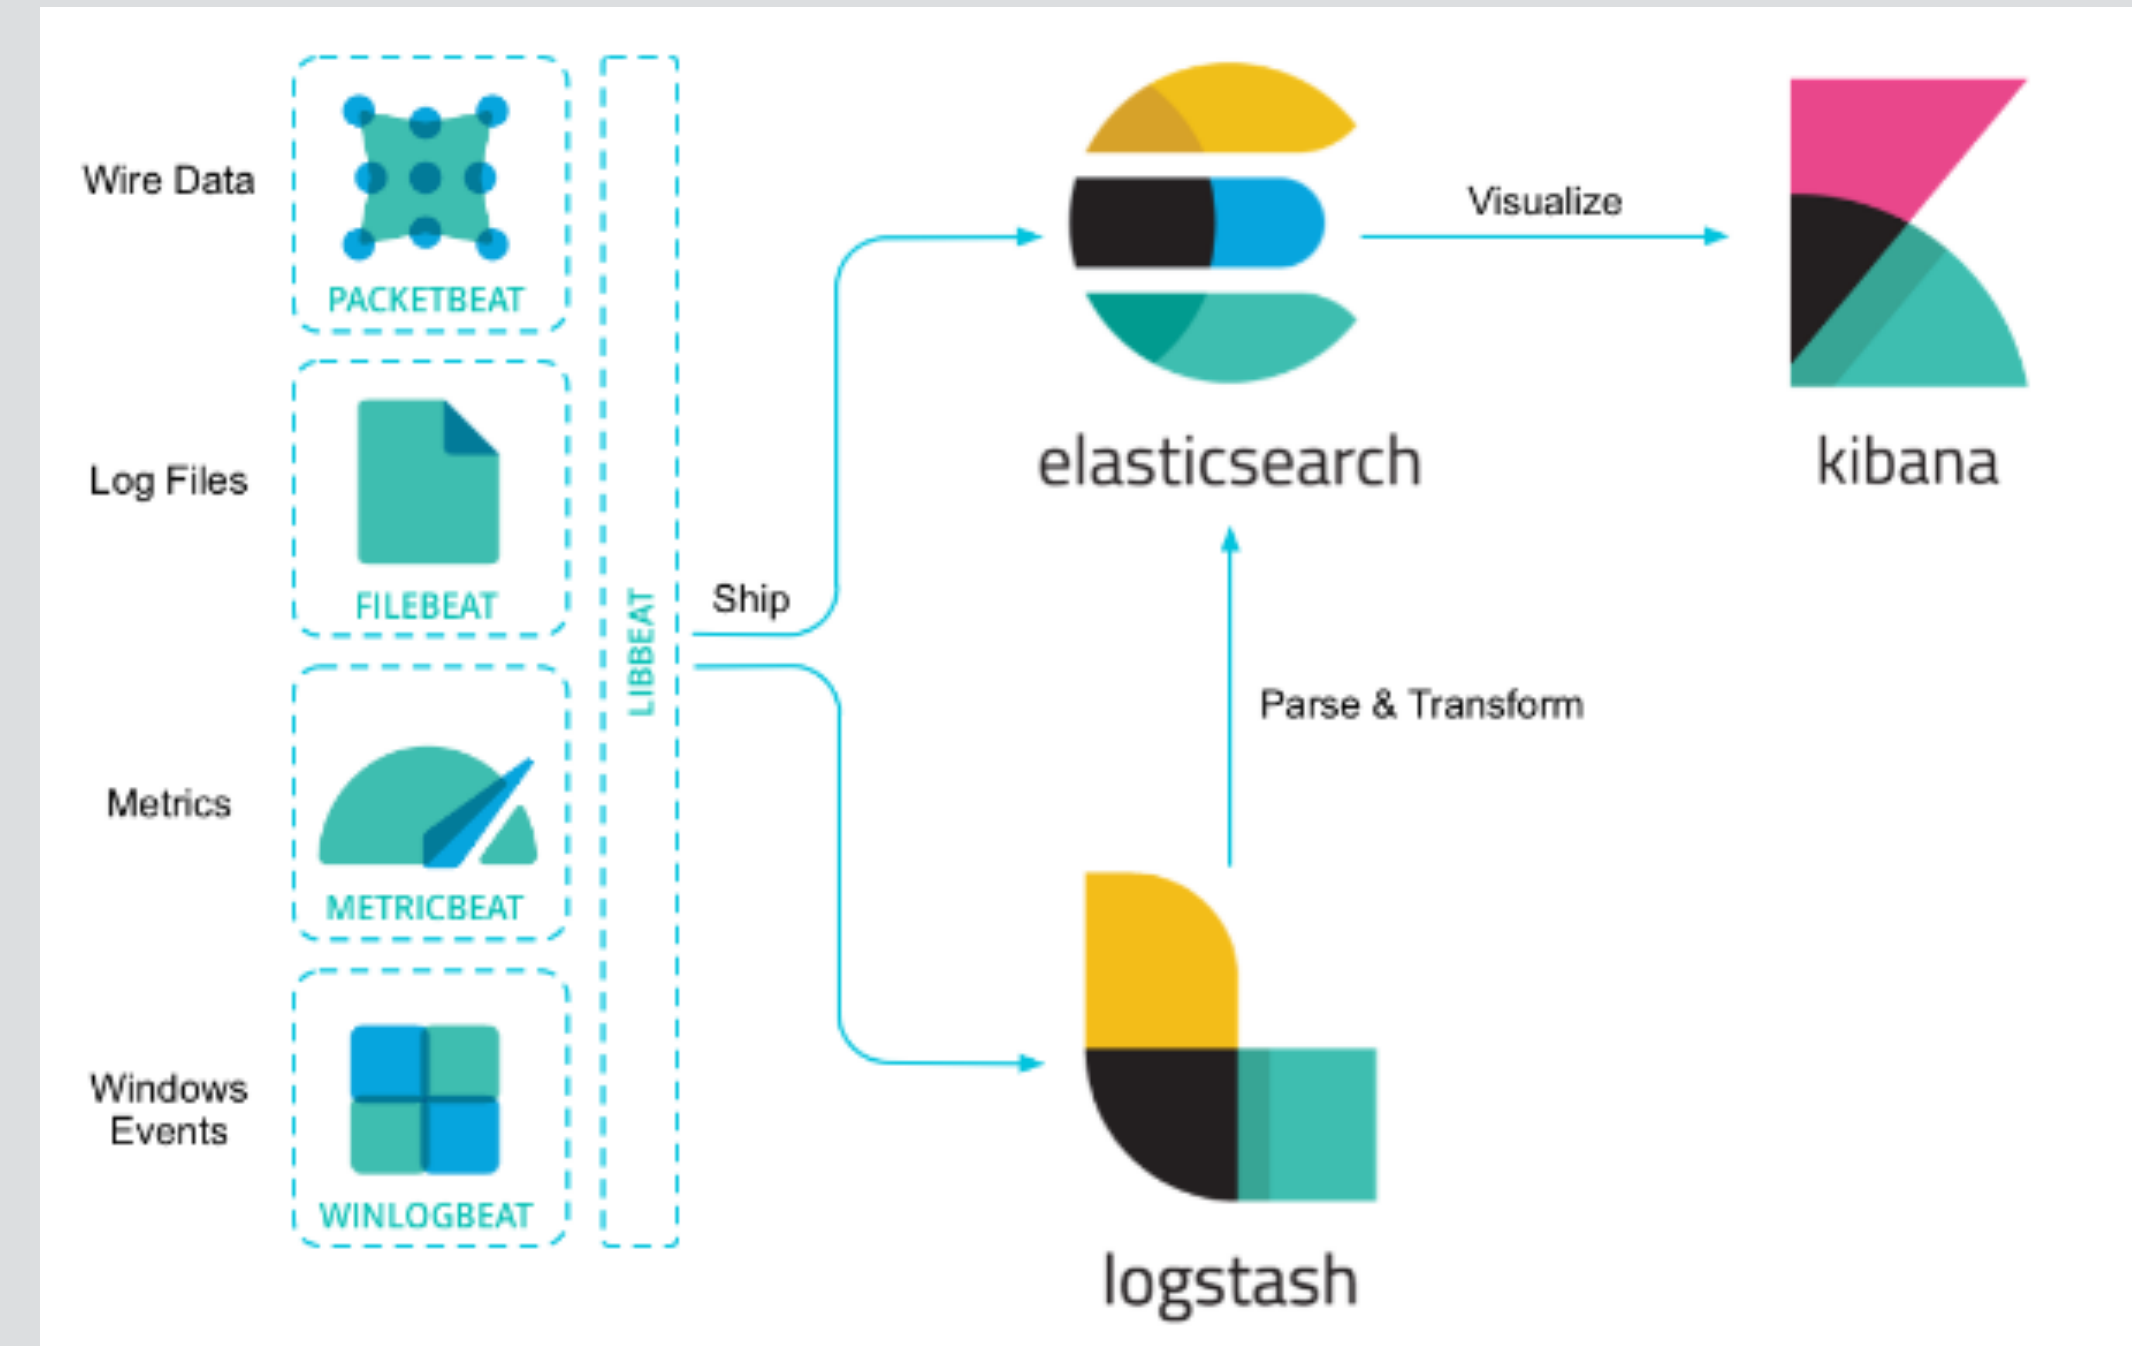 Wire Data
PACKETBEAT
Log Files
FILEBEAT
Metrics
METRICBEAT
Windows
Events
WINLOGBEAT
LIBBEAT
Ship
elasticsearch
Visualize
kibana
Parse & Transform
logstash